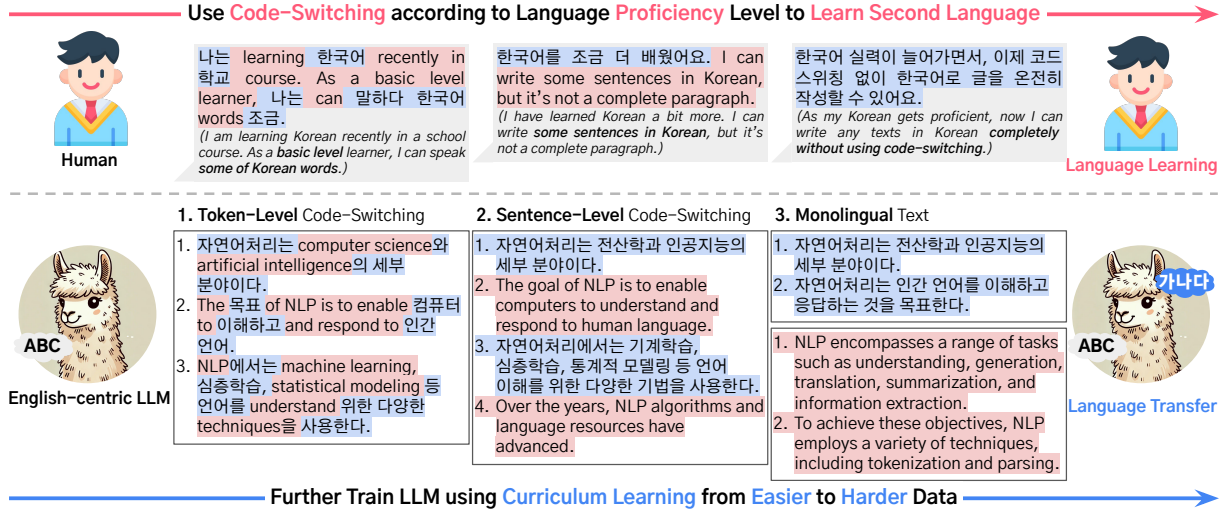 Use Code-Switching according to Language Proficiency Level to Learn Second Language
Human
나는 learning 한국어 recently in
학교 course. As a basic level
learner, 나는 can 말하다 한국어
words 조금.
(I am learning Korean recently in a school
course. As a basic level learner, I can speak
some of Korean words.)
한국어를 조금 더 배웠어요. I can
write some sentences in Korean,
but it's not a complete paragraph.
(I have learned Korean a bit more. I can
write some sentences in Korean, but it's
not a complete paragraph.)
한국어 실력이 늘어가면서, 이제 코드
스위칭 없이 한국어로 글을 온전히
작성할 수 있어요.
(As my Korean gets proficient, now I can
write any texts in Korean completely
without using code-switching.)
Language Learning
ABC
English-centric LLM
1. Token-Level Code-Switching
1. 자연어처리는 computer science와
artificial intelligence의 세부
분야이다.
2. The 목표 of NLP is to enable 컴퓨터
to 이해하고 and respond to 인간
언어.
3. NLP에서는 machine learning,
심층학습, statistical modeling 등
언어를 understand 위한 다양한
techniques을 사용한다.
2. Sentence-Level Code-Switching
1. 자연어처리는 전산학과 인공지능의
세부 분야이다.
2. The goal of NLP is to enable
computers to understand and
respond to human language.
3. 자연어처리에서는 기계학습,
심층학습, 통계적 모델링 등 언어
이해를 위한 다양한 기법을 사용한다.
4. Over the years, NLP algorithms and
language resources have
advanced.
3. Monolingual Text
1. 자연어처리는 전산학과 인공지능의
세부 분야이다.
2. 자연어처리는 인간 언어를 이해하고
응답하는 것을 목표한다.
1. NLP encompasses a range of tasks
such as understanding, generation,
translation, summarization, and
information extraction.
2. To achieve these objectives, NLP
employs a variety of techniques,
including tokenization and parsing.
가나다
ABC
Language Transfer
Further Train LLM using Curriculum Learning from Easier to Harder Data